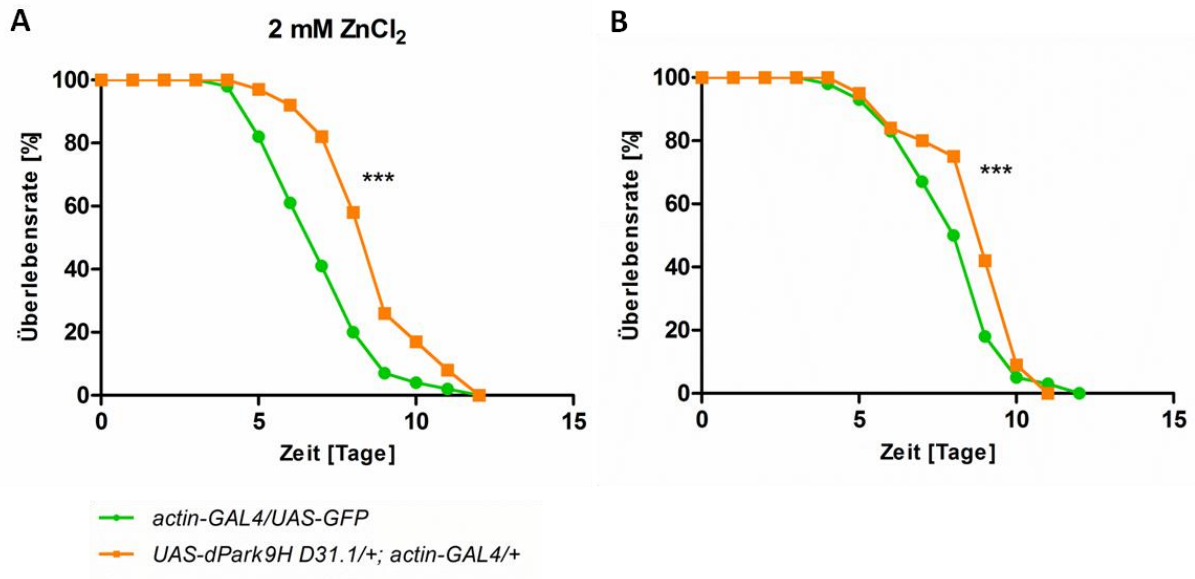 A
2 mM ZnCl₂
Überlebensrate [%]
100
80
60
40
20
0
***
0 5 10 15
Zeit [Tage]
B
Überlebensrate [%]
100
80
60
40
20
0
***
0 5 10 15
Zeit [Tage]
actin-GAL4/UAS-GFP
UAS-dPark9H D31.1/+; actin-GAL4/+